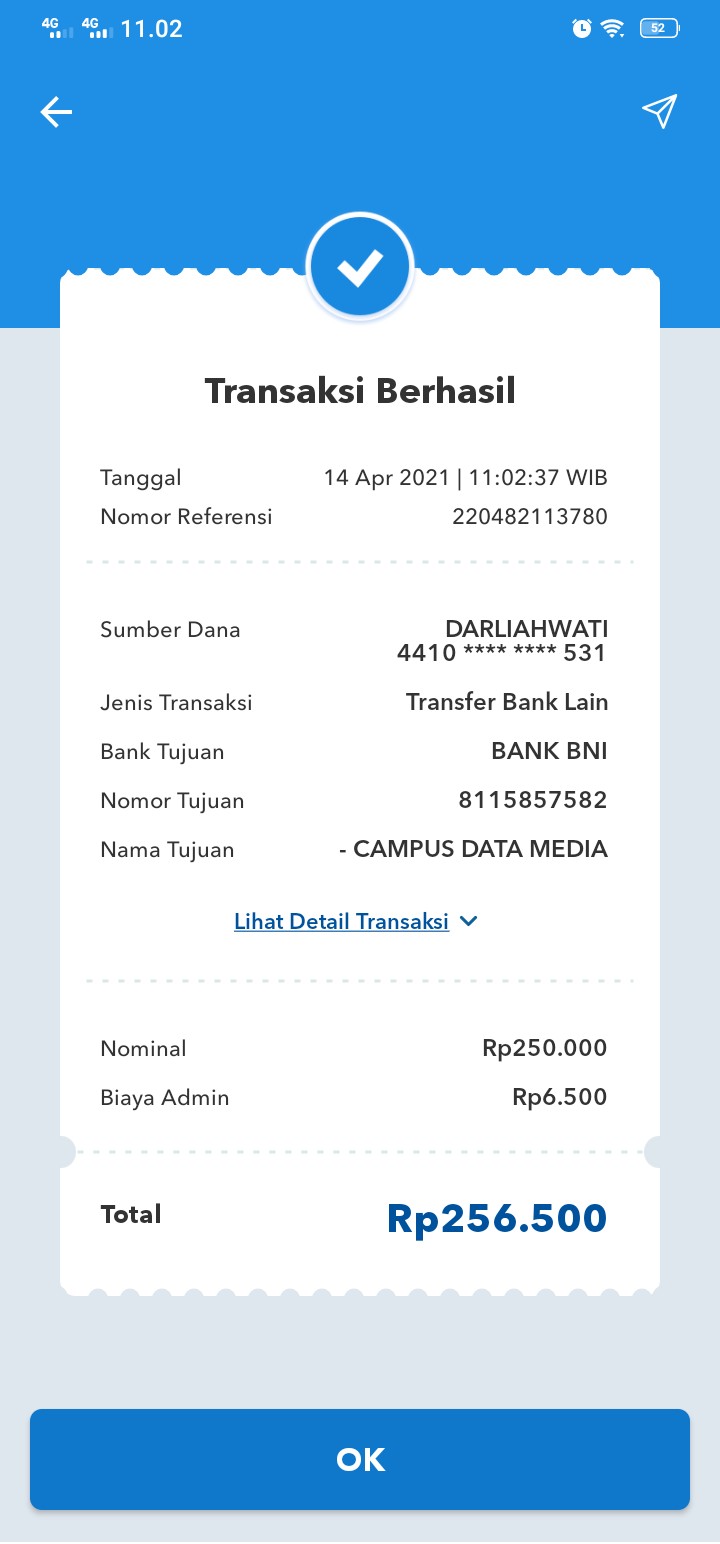 4G 4G 11.02 52
Transaksi Berhasil
Tanggal 14 Apr 2021 | 11:02:37 WIB
Nomor Referensi 220482113780
Sumber Dana DARLIAHWATI
4410 **** **** 531
Jenis Transaksi Transfer Bank Lain
Bank Tujuan BANK BNI
Nomor Tujuan 8115857582
Nama Tujuan - CAMPUS DATA MEDIA
Lihat Detail Transaksi
Nominal Rp250.000
Biaya Admin Rp6.500
Total Rp256.500
OK